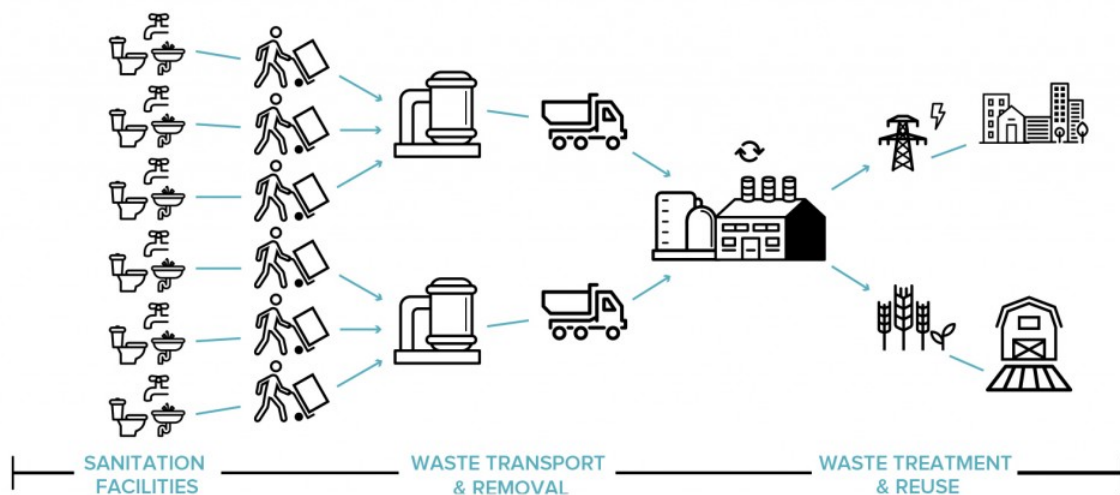 SANITATION
FACILITIES
WASTE TRANSPORT
& REMOVAL
WASTE TREATMENT
& REUSE